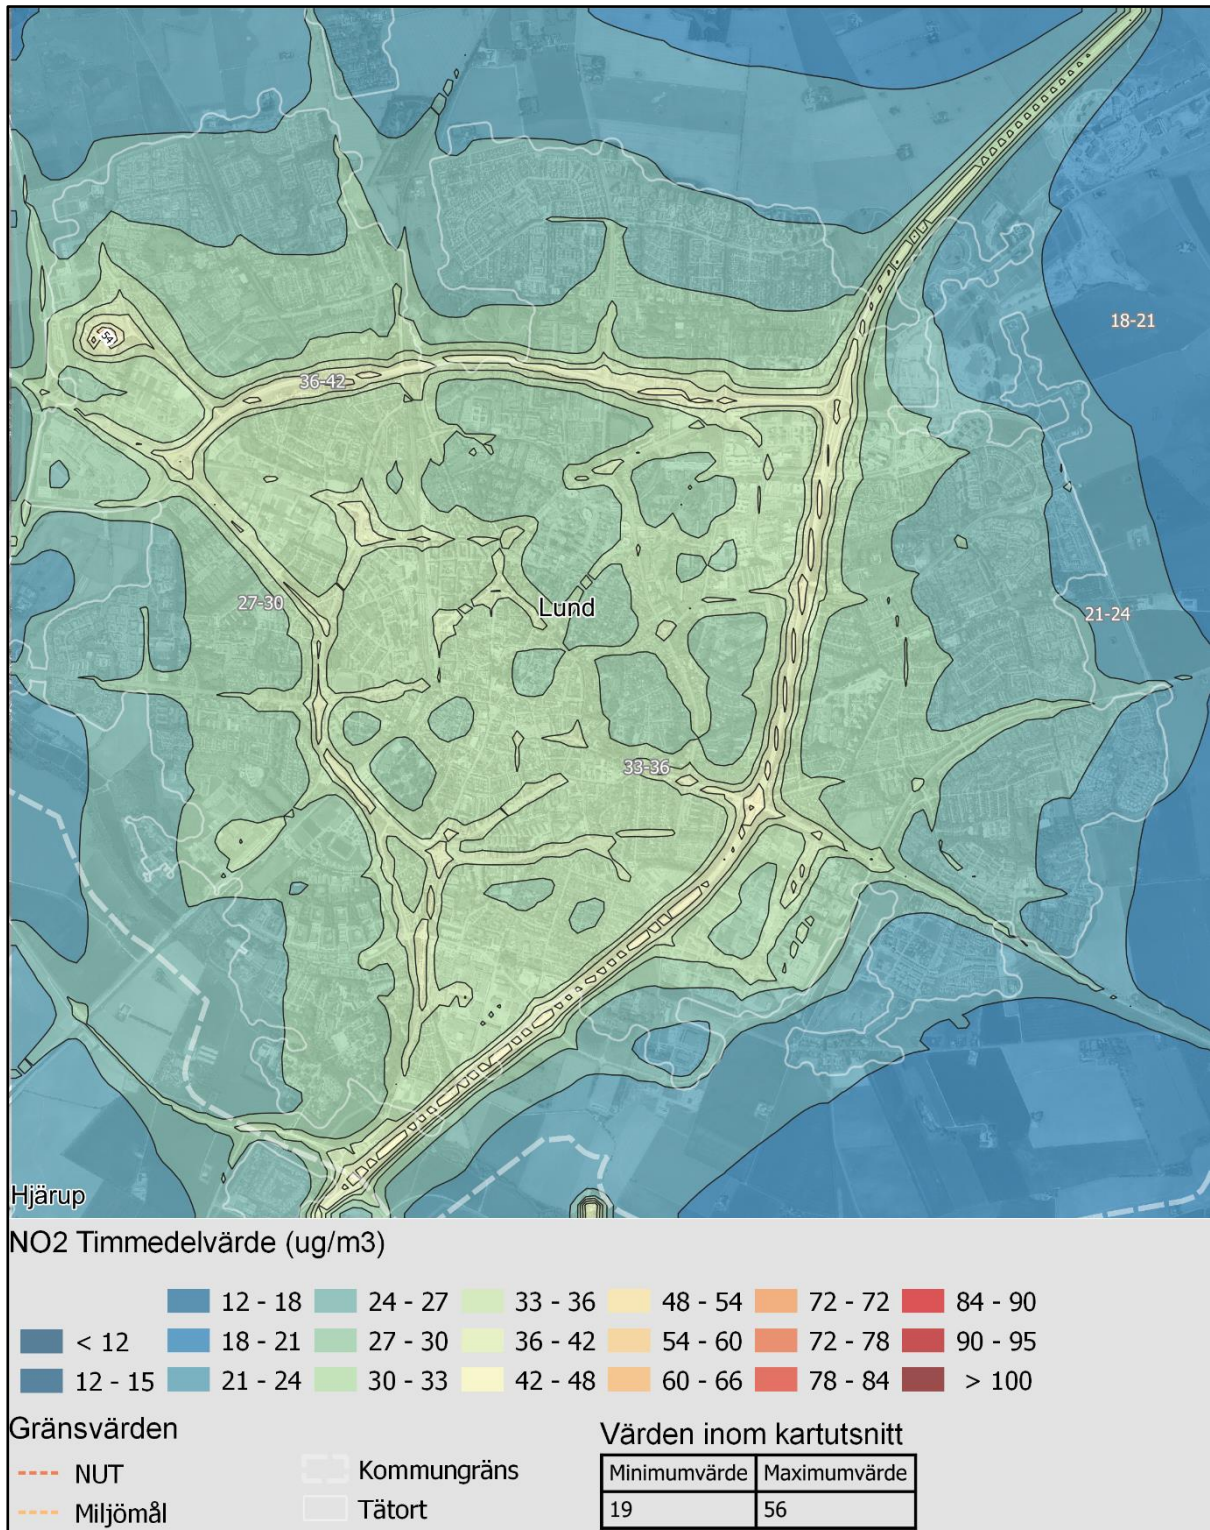 54
18-21
36-42
27-30
Lund
21-24
33-36
Hjärup
NO2 Timmedelvärde (ug/m3)
12 - 18 24 - 27 33 - 36 48 - 54 72 - 72 84 - 90
< 12 18 - 21 27 - 30 36 - 42 54 - 60 72 - 78 90 - 95
12 - 15 21 - 24 30 - 33 42 - 48 60 - 66 78 - 84 > 100
Gränsvärden
NUT
Miljömål
Kommungräns
Tätort
Värden inom kartutsnitt
Minimumvärde Maximumvärde
19 56